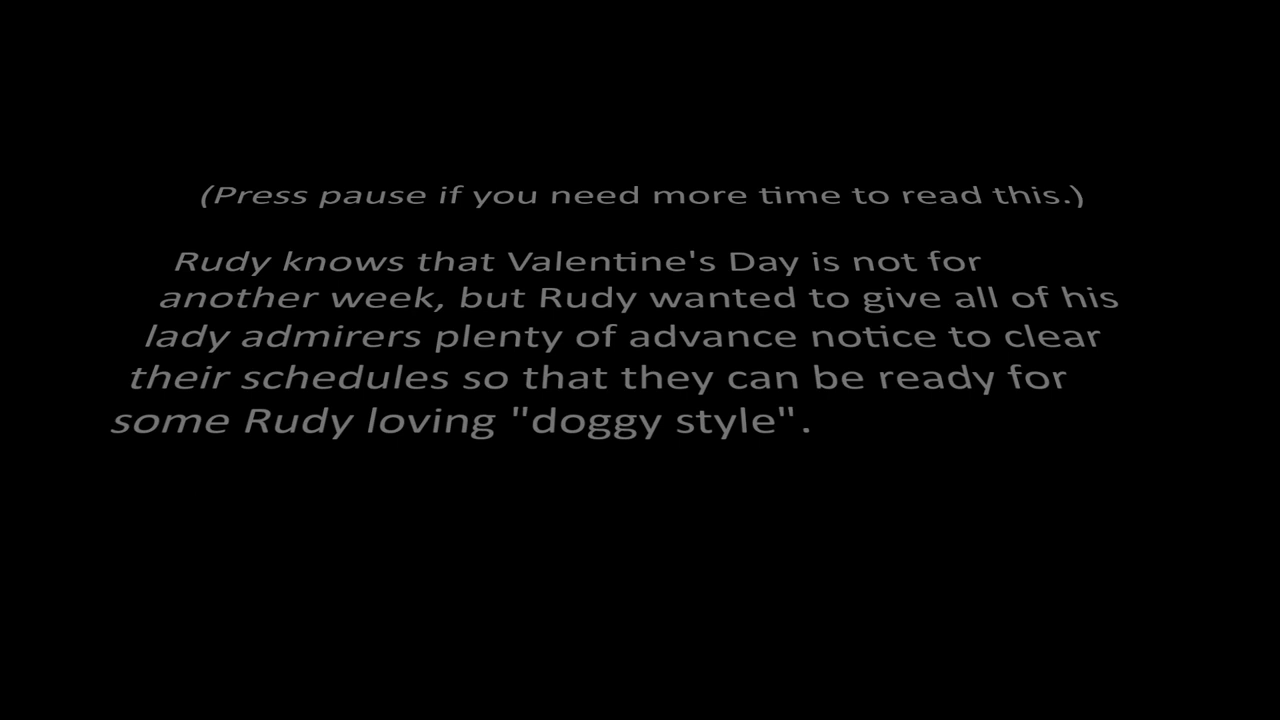 (Press pause if you need more time to read this.)
Rudy knows that Valentine's Day is not for
another week, but Rudy wanted to give all of his
lady admirers plenty of advance notice to clear
their schedules so that they can be ready for
some Rudy loving "doggy style".